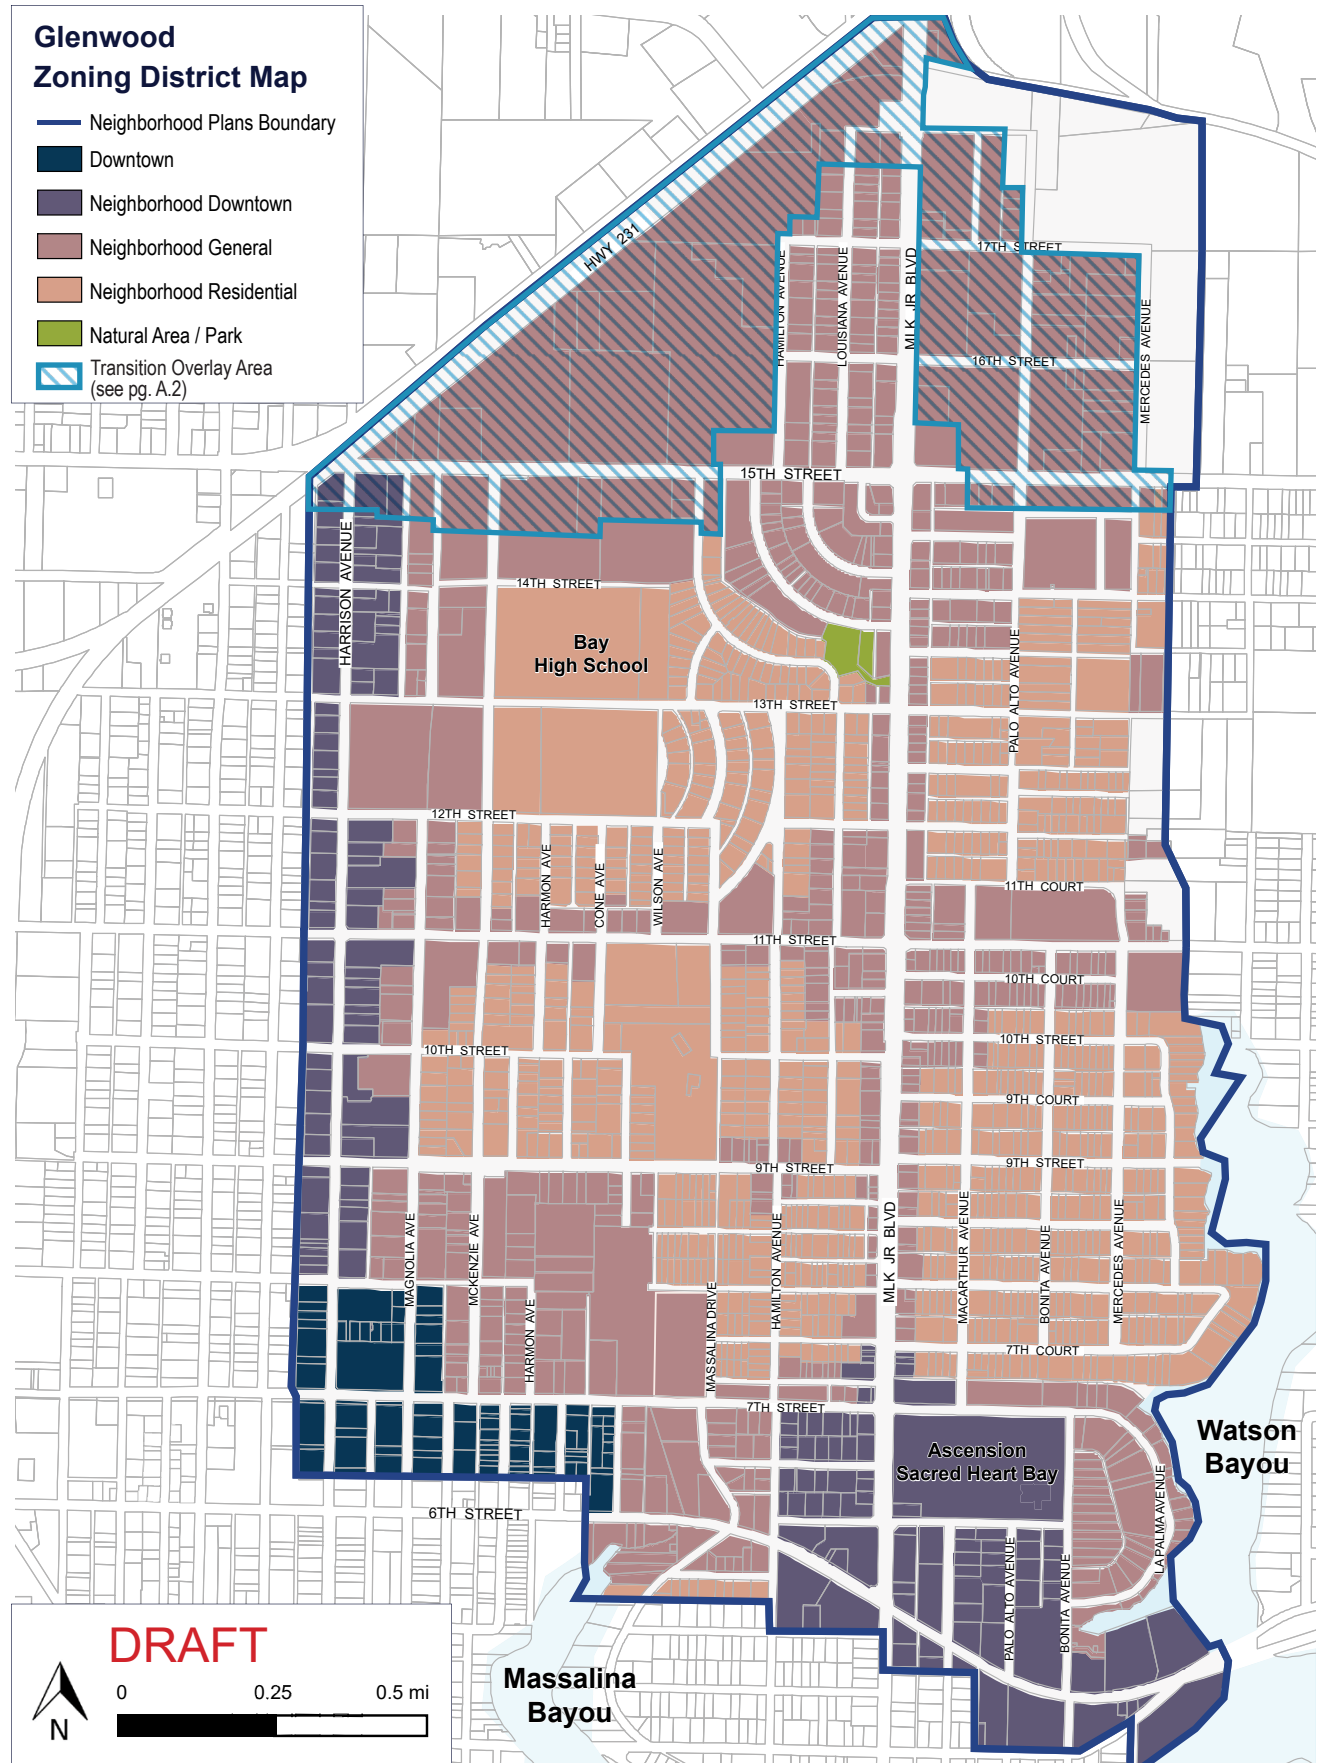 Glenwood
Zoning District Map
Neighborhood Plans Boundary
Downtown
Neighborhood Downtown
Neighborhood General
Neighborhood Residential
Natural Area / Park
Transition Overlay Area
(see pg. A.2)
HWY 231
17TH STREET
HAMILTON AVENUE
LOUISIANA AVENUE
MLK JR BLVD
MERCEDES AVENUE
16TH STREET
15TH STREET
HARRISON AVENUE
14TH STREET
Bay
High School
PALO ALTO AVENUE
13TH STREET
12TH STREET
HARMON AVE
CONE AVE
WILSON AVE
11TH COURT
11TH STREET
10TH COURT
10TH STREET
10TH STREET
9TH COURT
9TH STREET
9TH STREET
MAGNOLIA AVE
MCKENZIE AVE
HARMON AVE
MASSALINA DRIVE
HAMILTON AVENUE
MLK JR BLVD
MACARTHUR AVENUE
BONITA AVENUE
MERCEDES AVENUE
7TH COURT
7TH STREET
Ascension
Sacred Heart Bay
Watson
Bayou
LA PALMA AVENUE
6TH STREET
PALO ALTO AVENUE
BONITA AVENUE
Massalina
Bayou
DRAFT
0 0.25 0.5 mi
N